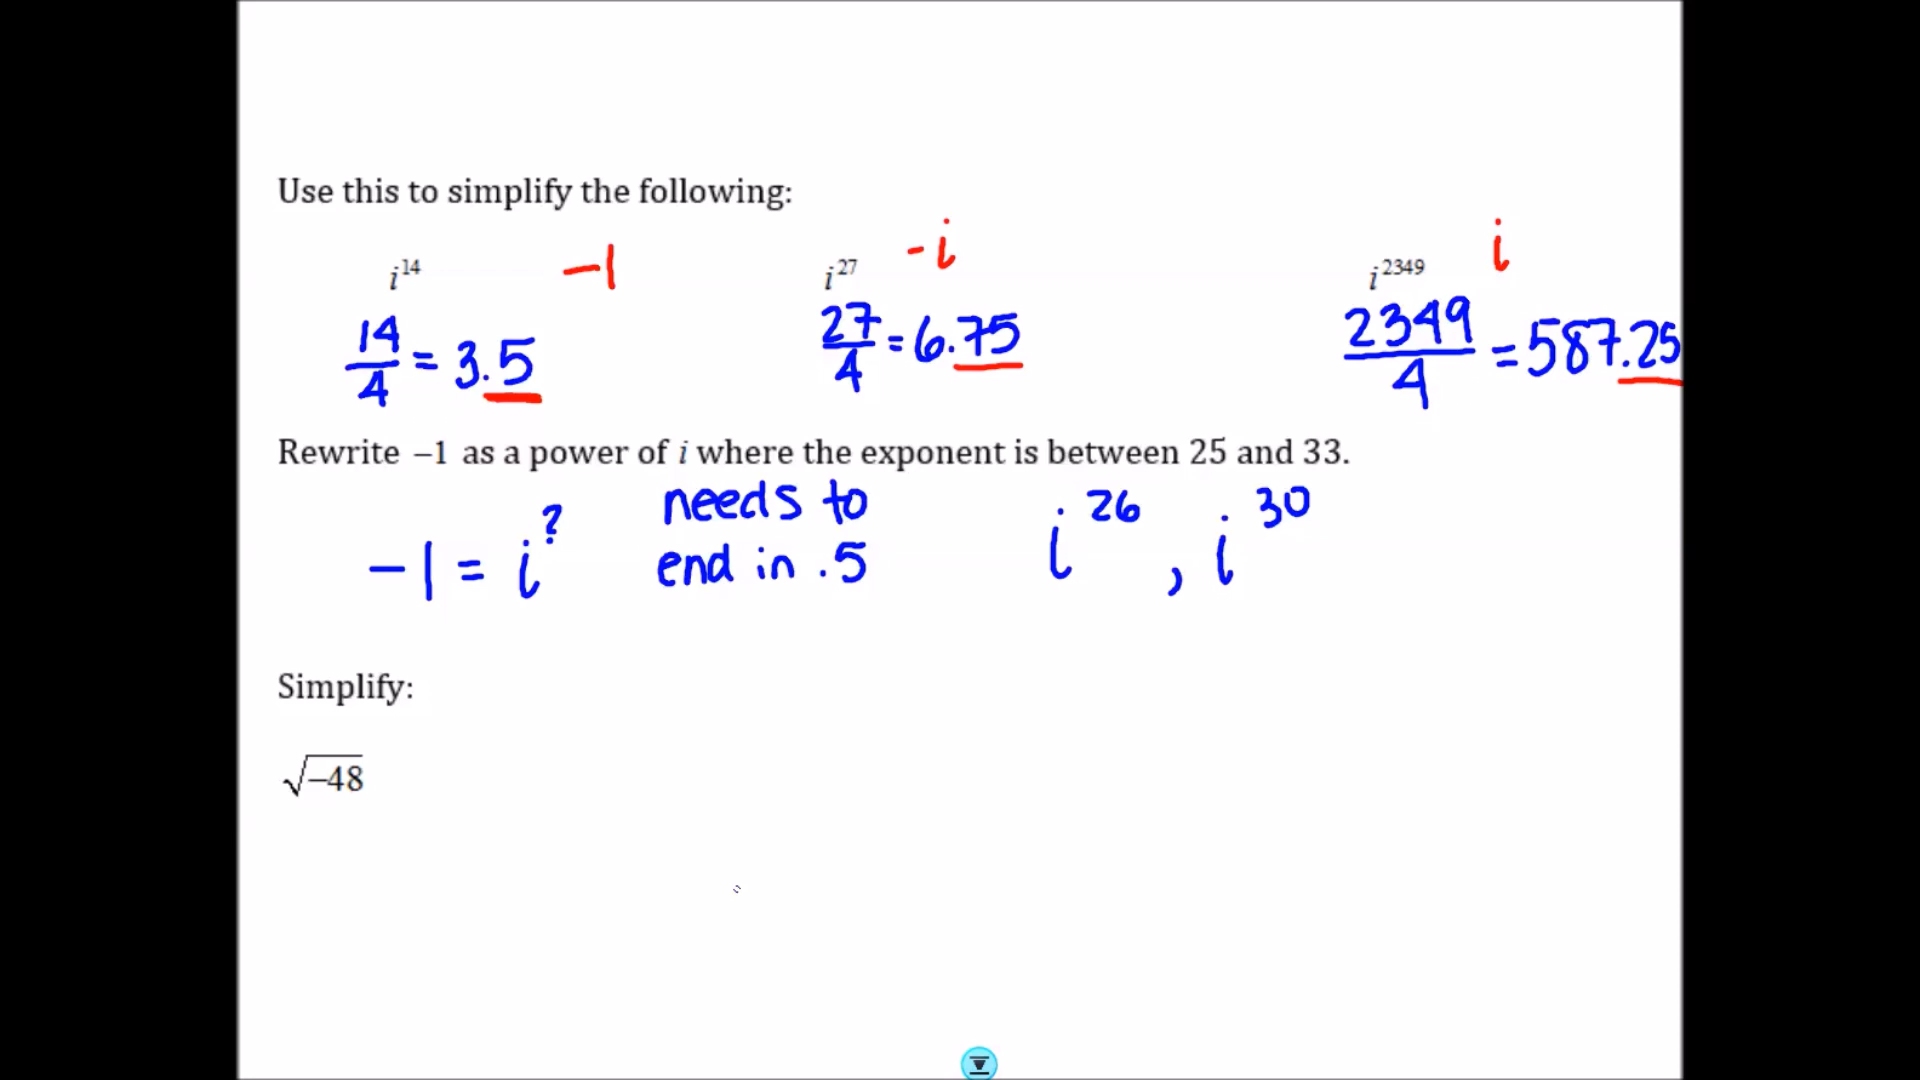 Use this to simplify the following:
i^14 −1
14/4 = 3.5
i^27 -i
27/4 = 6.75
i^2349 i
2349/4 = 587.25
Rewrite −1 as a power of i where the exponent is between 25 and 33.
−1 = i^? needs to end in .5 i^26 , i^30
Simplify:
√−48